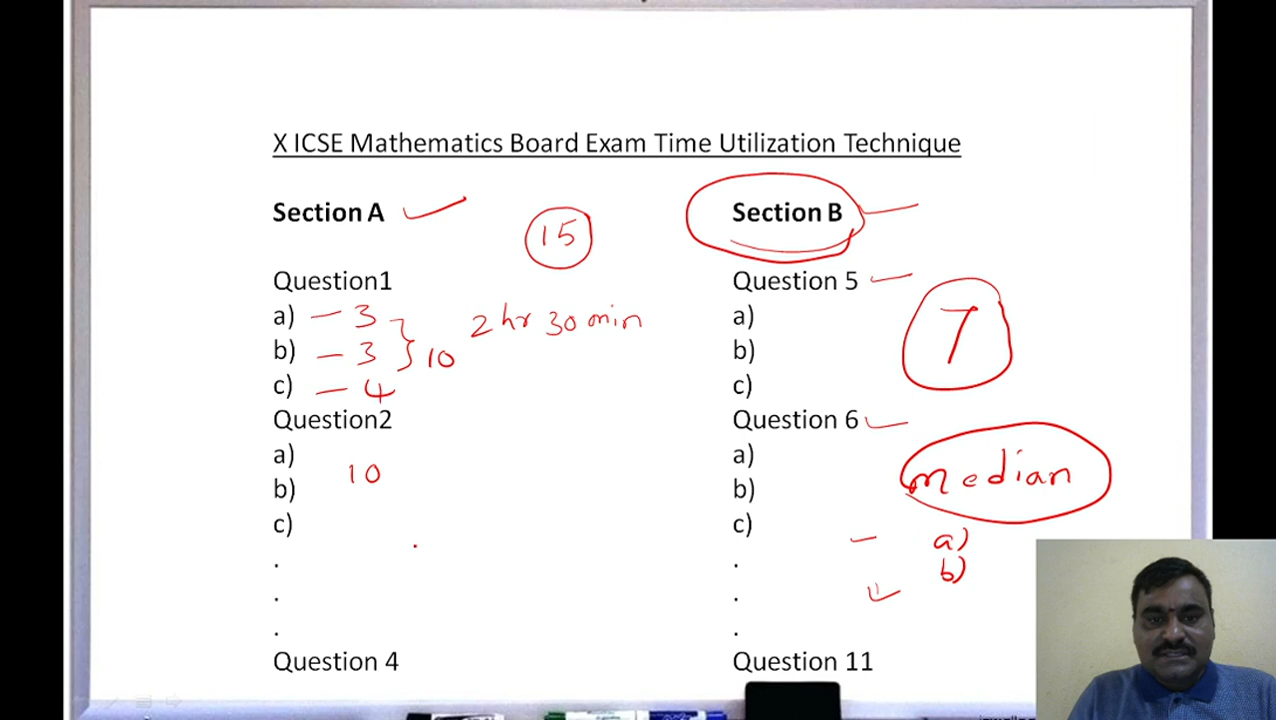 X ICSE Mathematics Board Exam Time Utilization Technique
Section A
15
Question1
a) – 3
b) – 3 } 10
c) – 4
2 hr 30 min
Question2
a)
10
b)
c)
.
.
.
Question 4
Section B
Question 5
a)
b)
c)
7
Question 6
a)
b)
c)
median
a)
b)
.
.
.
Question 11